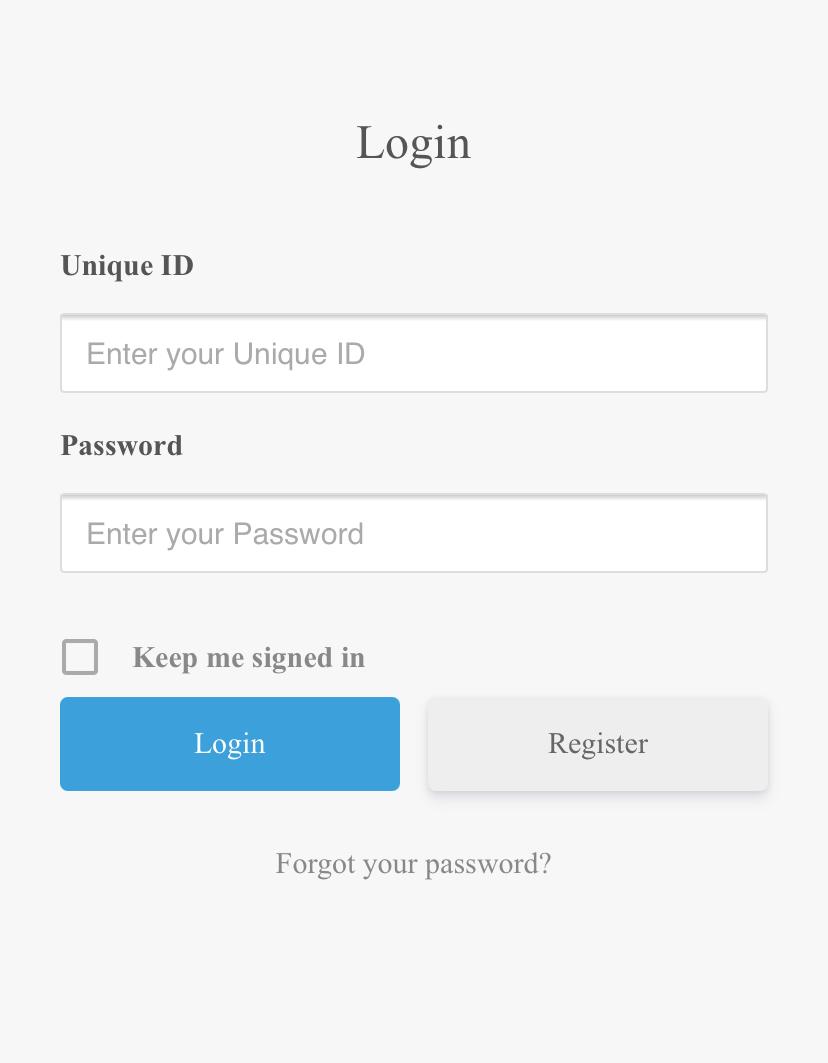 Login
Unique ID
Enter your Unique ID
Password
Enter your Password
Keep me signed in
Login Register
Forgot your password?